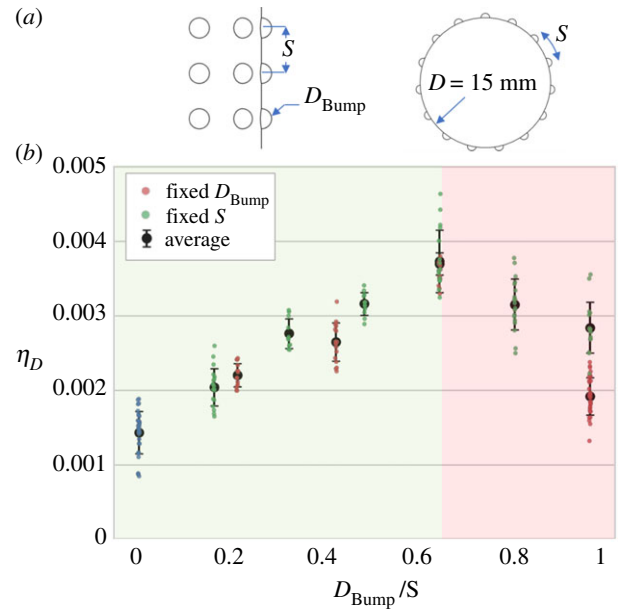 (a)
S
D_Bump
D = 15 mm
S
(b)
0.005
0.004
0.003
0.002
0.001
0
η_D
fixed D_Bump
fixed S
average
0 0.2 0.4 0.6 0.8 1
D_Bump/S